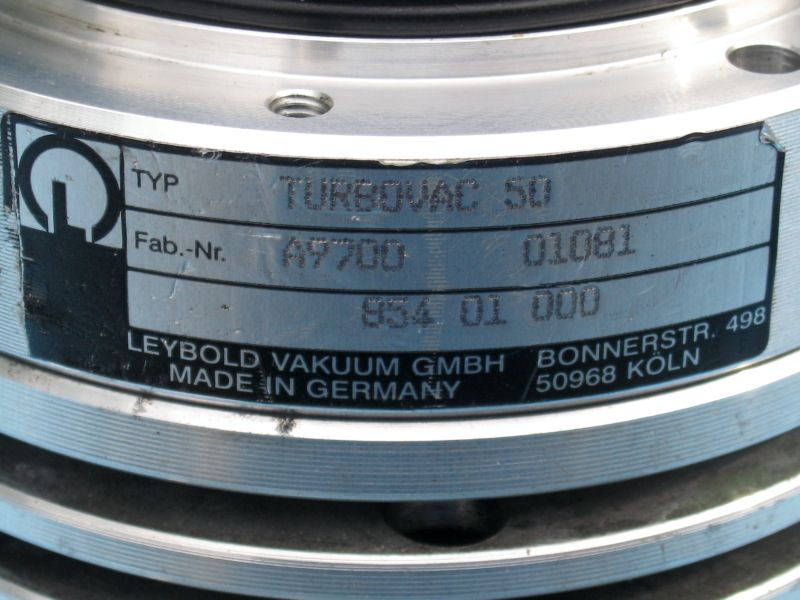 TYP TURBOVAC 50
Fab.-Nr. A9700 01081
854 01 000
LEYBOLD VAKUUM GMBH BONNERSTR. 498
MADE IN GERMANY 50968 KÖLN